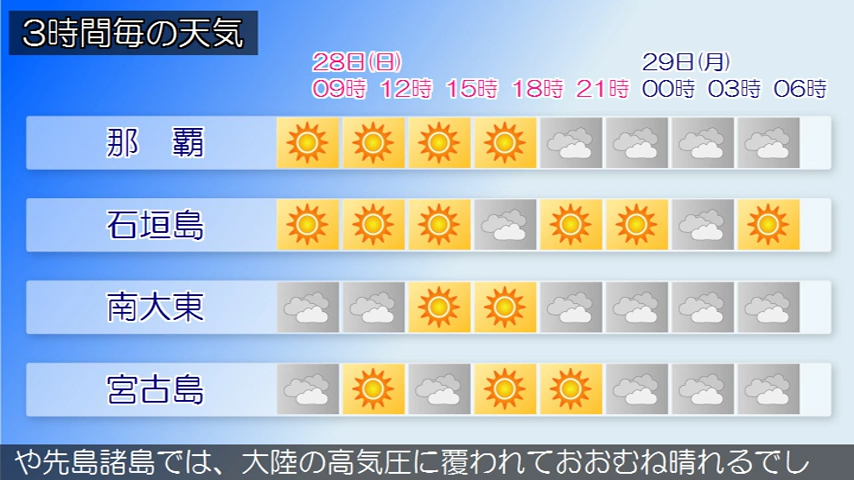 3時間毎の天気
28日(日) 29日(月)
09時 12時 15時 18時 21時 00時 03時 06時
那 覇
石垣島
南大東
宮古島
や先島諸島では、大陸の高気圧に覆われておおむね晴れるでし